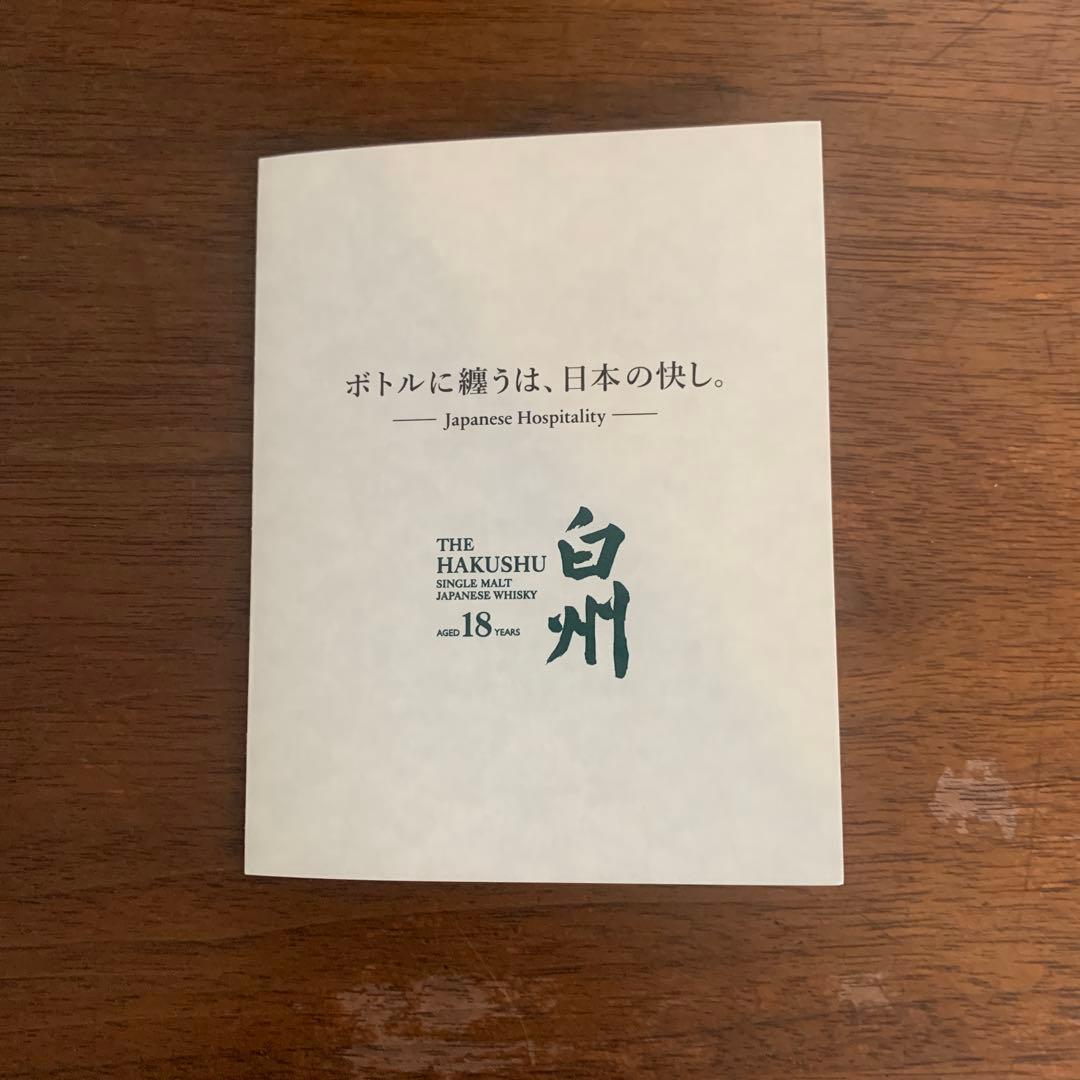 ボトルに纏うは、日本の快し。
Japanese Hospitality
THE
HAKUSHU
SINGLE MALT
JAPANESE WHISKY
AGED 18 YEARS
白州